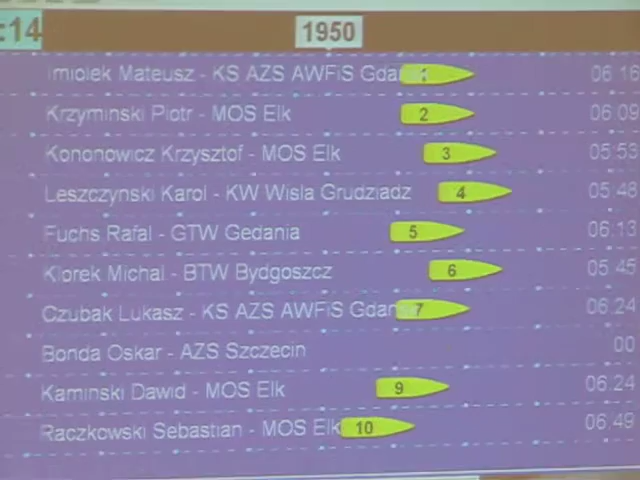 :14
1950
Imiolek Mateusz - KS AZS AWFiS Gda 1 06 16
Krzyminski Piotr - MOS Elk 2 06:09
Kononowicz Krzysztof - MOS Elk 3 05:53
Leszczynski Karol - KW Wisla Grudziadz 4 05:48
Fuchs Rafal - GTW Gedania 5 06:13
Klorek Michal - BTW Bydgoszcz 6 05:45
Czubak Lukasz - KS AZS AWFiS Gdan 7 06:24
Bonda Oskar - AZS Szczecin 00
Kaminski Dawid - MOS Elk 9 06:24
Raczkowski Sebastian - MOS Elk 10 06:49